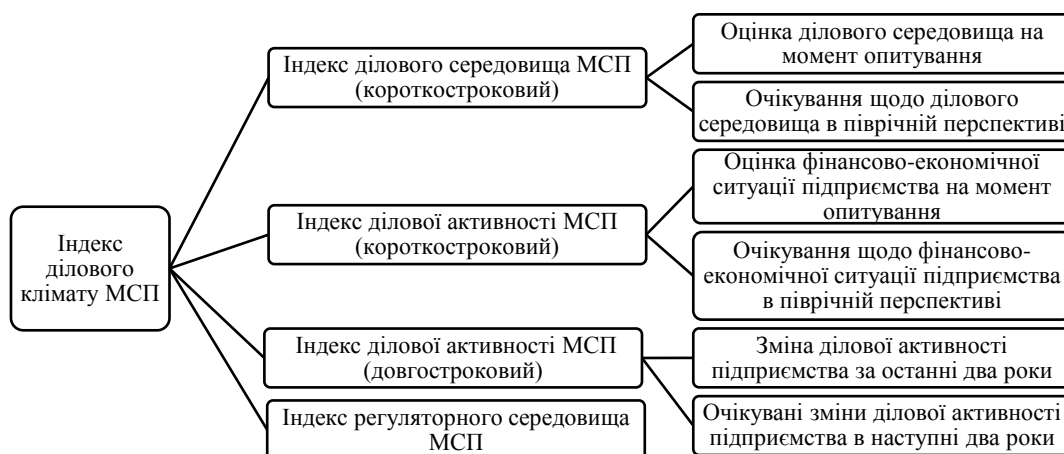 Індекс
ділового
клімату МСП
Індекс ділового середовища МСП
(короткостроковий)
Оцінка ділового середовища на
момент опитування
Очікування щодо ділового
середовища в піврічній перспективі
Індекс ділової активності МСП
(короткостроковий)
Оцінка фінансово-економічної
ситуації підприємства на момент
опитування
Очікування щодо фінансово-
економічної ситуації підприємства
в піврічній перспективі
Індекс ділової активності МСП
(довгостроковий)
Зміна ділової активності
підприємства за останні два роки
Очікувані зміни ділової активності
підприємства в наступні два роки
Індекс регуляторного середовища
МСП